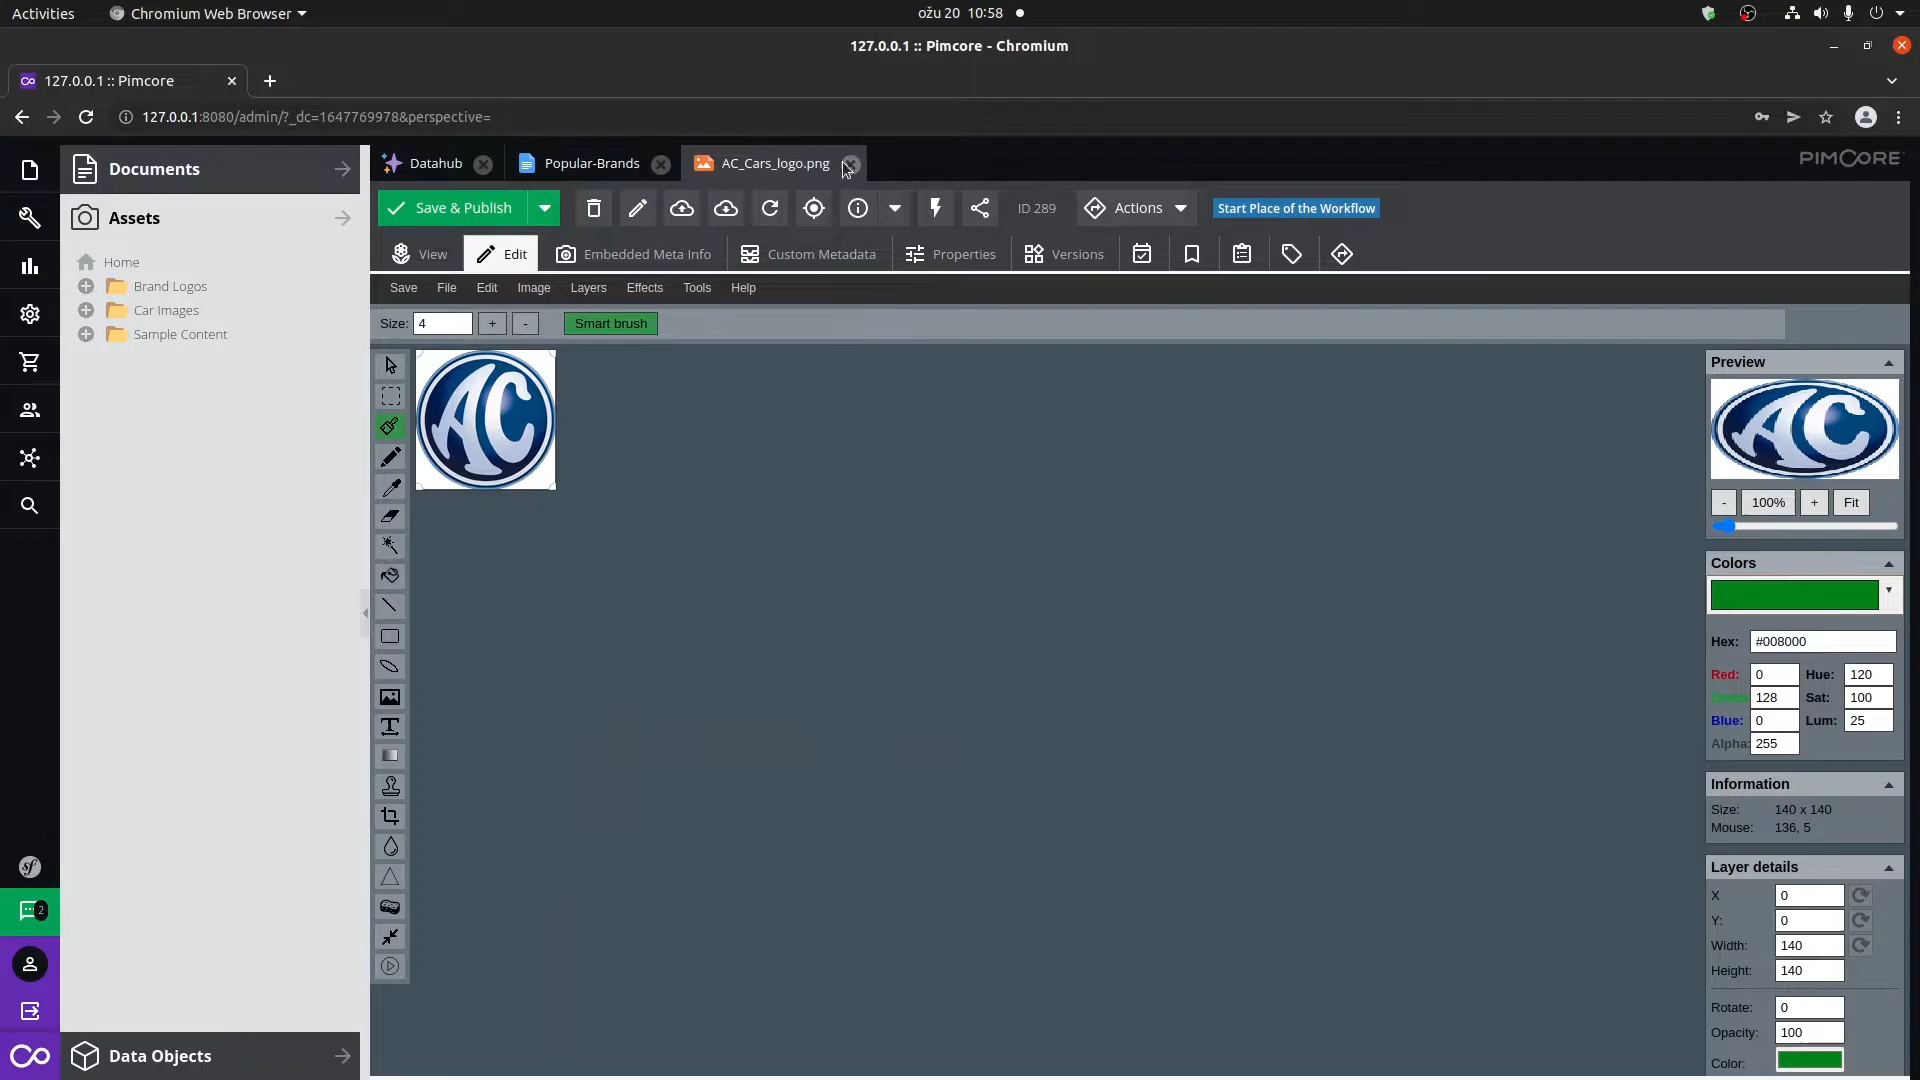 Activities
Chromium Web Browser
ožu 20 10:58
127.0.0.1 :: Pimcore - Chromium
127.0.0.1 :: Pimcore
127.0.0.1:8080/admin/?_dc=1647769978&perspective=
Documents
Assets
Home
Brand Logos
Car Images
Sample Content
Data Objects
2
sf
Datahub
Popular-Brands
AC_Cars_logo.png
PIMCORE
Save & Publish
ID 289
Actions
Start Place of the Workflow
View
Edit
Embedded Meta Info
Custom Metadata
Properties
Versions
Save File Edit Image Layers Effects Tools Help
Size: 4 + - Smart brush
AC
Preview
AC
- 100% + Fit
Colors
Hex: #008000
Red: 0 Hue: 120
Green: 128 Sat: 100
Blue: 0 Lum: 25
Alpha: 255
Information
Size: 140 x 140
Mouse: 136, 5
Layer details
X 0
Y: 0
Width: 140
Height: 140
Rotate: 0
Opacity: 100
Color: